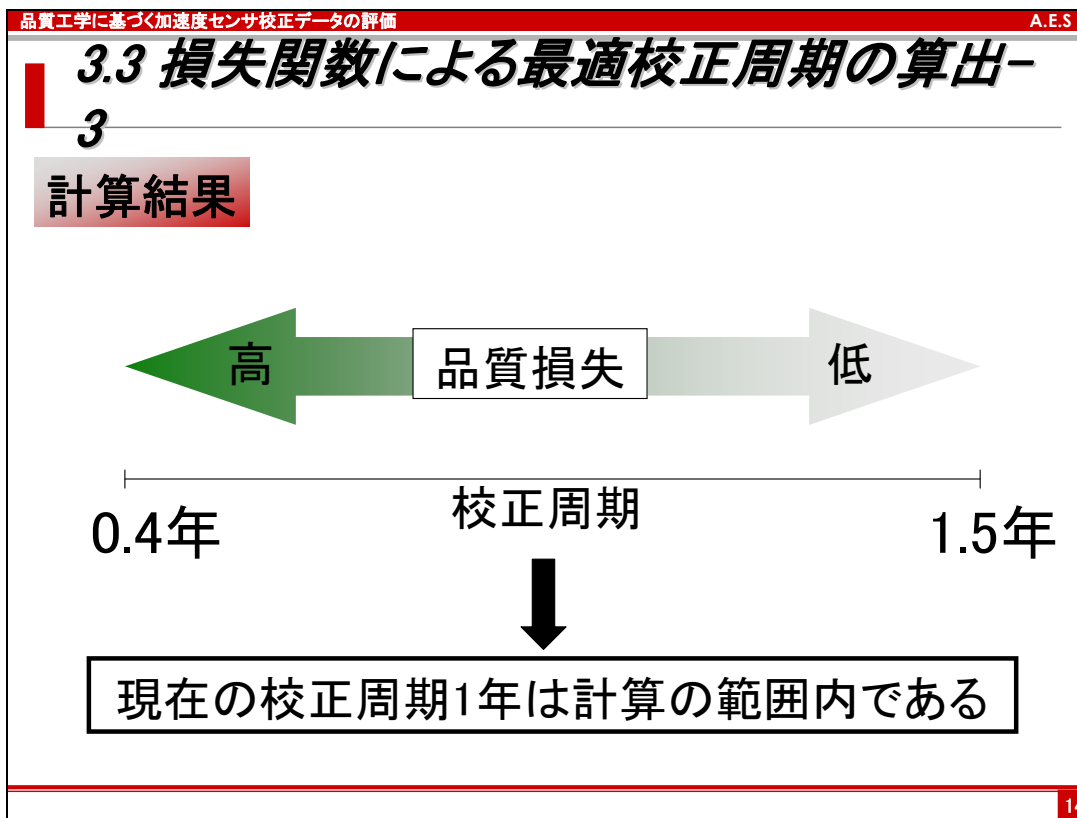 品質工学に基づく加速度センサ校正データの評価
A.E.S
3.3 損失関数による最適校正周期の算出-
3
計算結果
高
品質損失
低
校正周期
0.4年
1.5年
現在の校正周期1年は計算の範囲内である
14